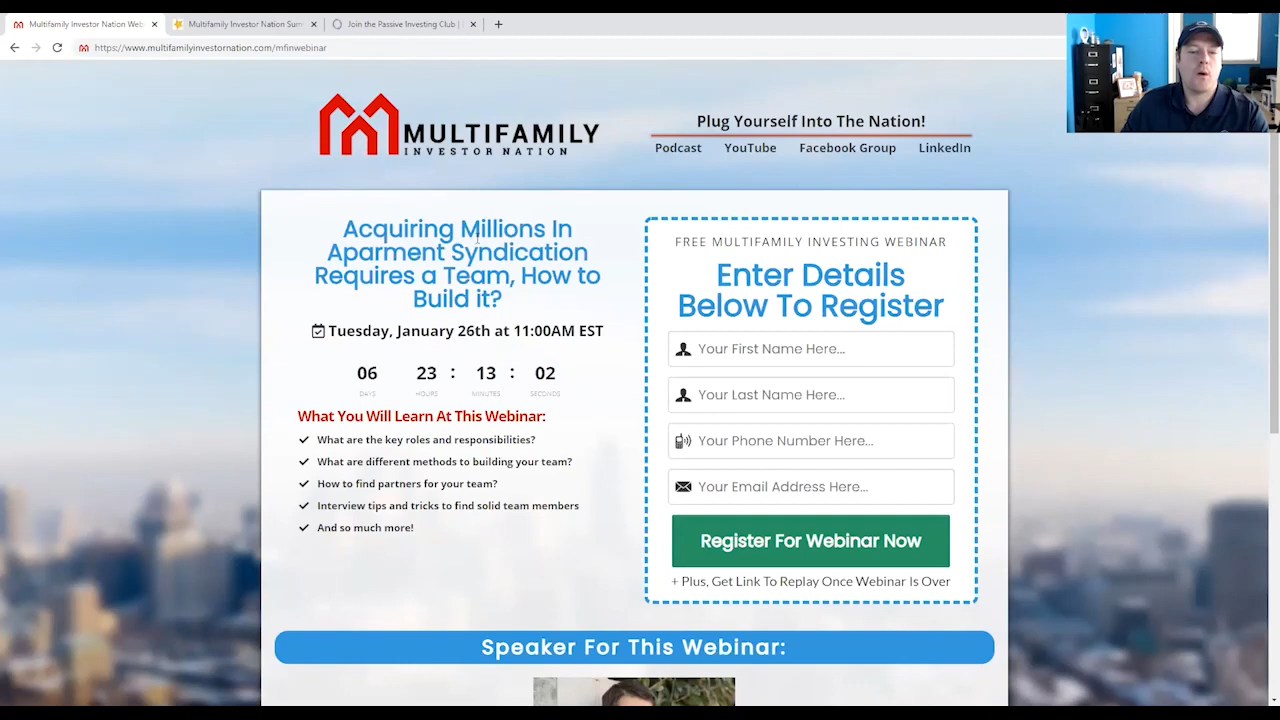 Multifamily Investor Nation Web
Multifamily Investor Nation Sum
Join the Passive Investing Club |
https://www.multifamilyinvestornation.com/mfinwebinar
MULTIFAMILY
INVESTOR NATION
Plug Yourself Into The Nation!
Podcast YouTube Facebook Group LinkedIn
Acquiring Millions In
Aparment Syndication
Requires a Team, How to
Build it?
Tuesday, January 26th at 11:00AM EST
06 23 : 13 : 02
DAYS HOURS MINUTES SECONDS
What You Will Learn At This Webinar:
What are the key roles and responsibilities?
What are different methods to building your team?
How to find partners for your team?
Interview tips and tricks to find solid team members
And so much more!
FREE MULTIFAMILY INVESTING WEBINAR
Enter Details
Below To Register
Your First Name Here...
Your Last Name Here...
Your Phone Number Here...
Your Email Address Here...
Register For Webinar Now
+ Plus, Get Link To Replay Once Webinar Is Over
Speaker For This Webinar: